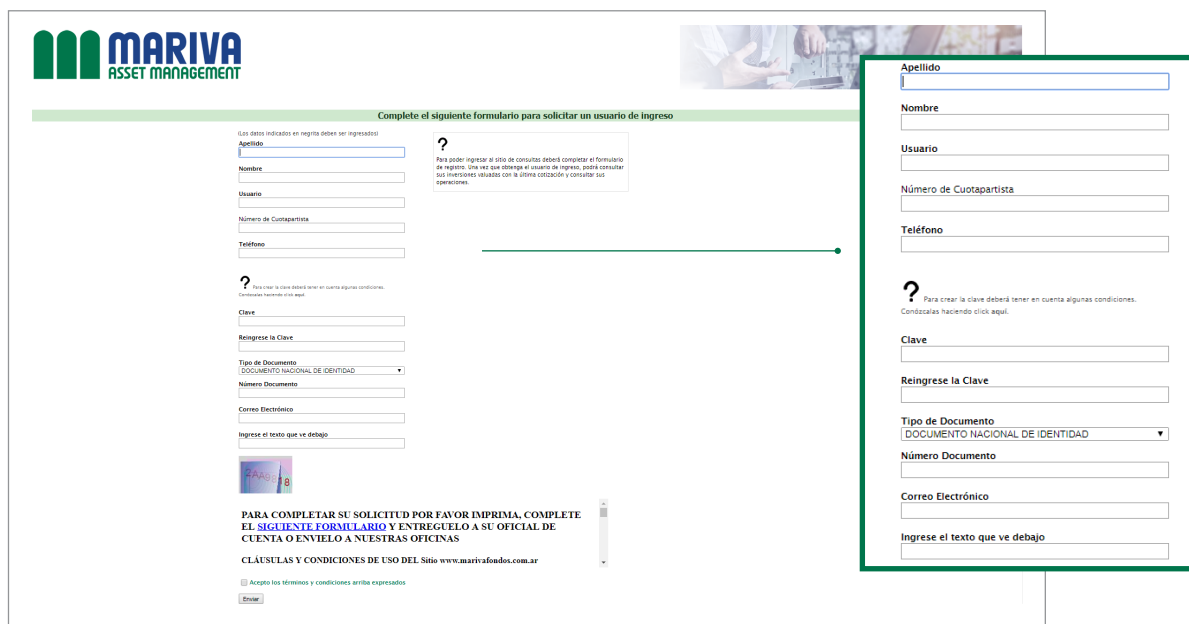 MARIVA
ASSET MANAGEMENT
Complete el siguiente formulario para solicitar un usuario de ingreso
(Los datos indicados en negrita deben ser ingresados)
Apellido
Nombre
Usuario
Número de Cuotapartista
Teléfono
?
Para poder ingresar al sitio de consultas deberá completar el formulario
de registro. Una vez que obtenga el usuario de ingreso, podrá consultar
sus inversiones valuadas con la última cotización y consultar sus
operaciones.
? Para crear la clave deberá tener en cuenta algunas condiciones.
Conózcalas haciendo click aquí.
Clave
Reingrese la Clave
Tipo de Documento
DOCUMENTO NACIONAL DE IDENTIDAD
Número Documento
Correo Electrónico
Ingrese el texto que ve debajo
2AA9818
PARA COMPLETAR SU SOLICITUD POR FAVOR IMPRIMA, COMPLETE
EL SIGUIENTE FORMULARIO Y ENTREGUELO A SU OFICIAL DE
CUENTA O ENVIELO A NUESTRAS OFICINAS
CLÁUSULAS Y CONDICIONES DE USO DEL Sitio www.marivafondos.com.ar
Acepto los términos y condiciones arriba expresados
Enviar
Apellido
Nombre
Usuario
Número de Cuotapartista
Teléfono
? Para crear la clave deberá tener en cuenta algunas condiciones.
Conózcalas haciendo click aquí.
Clave
Reingrese la Clave
Tipo de Documento
DOCUMENTO NACIONAL DE IDENTIDAD
Número Documento
Correo Electrónico
Ingrese el texto que ve debajo